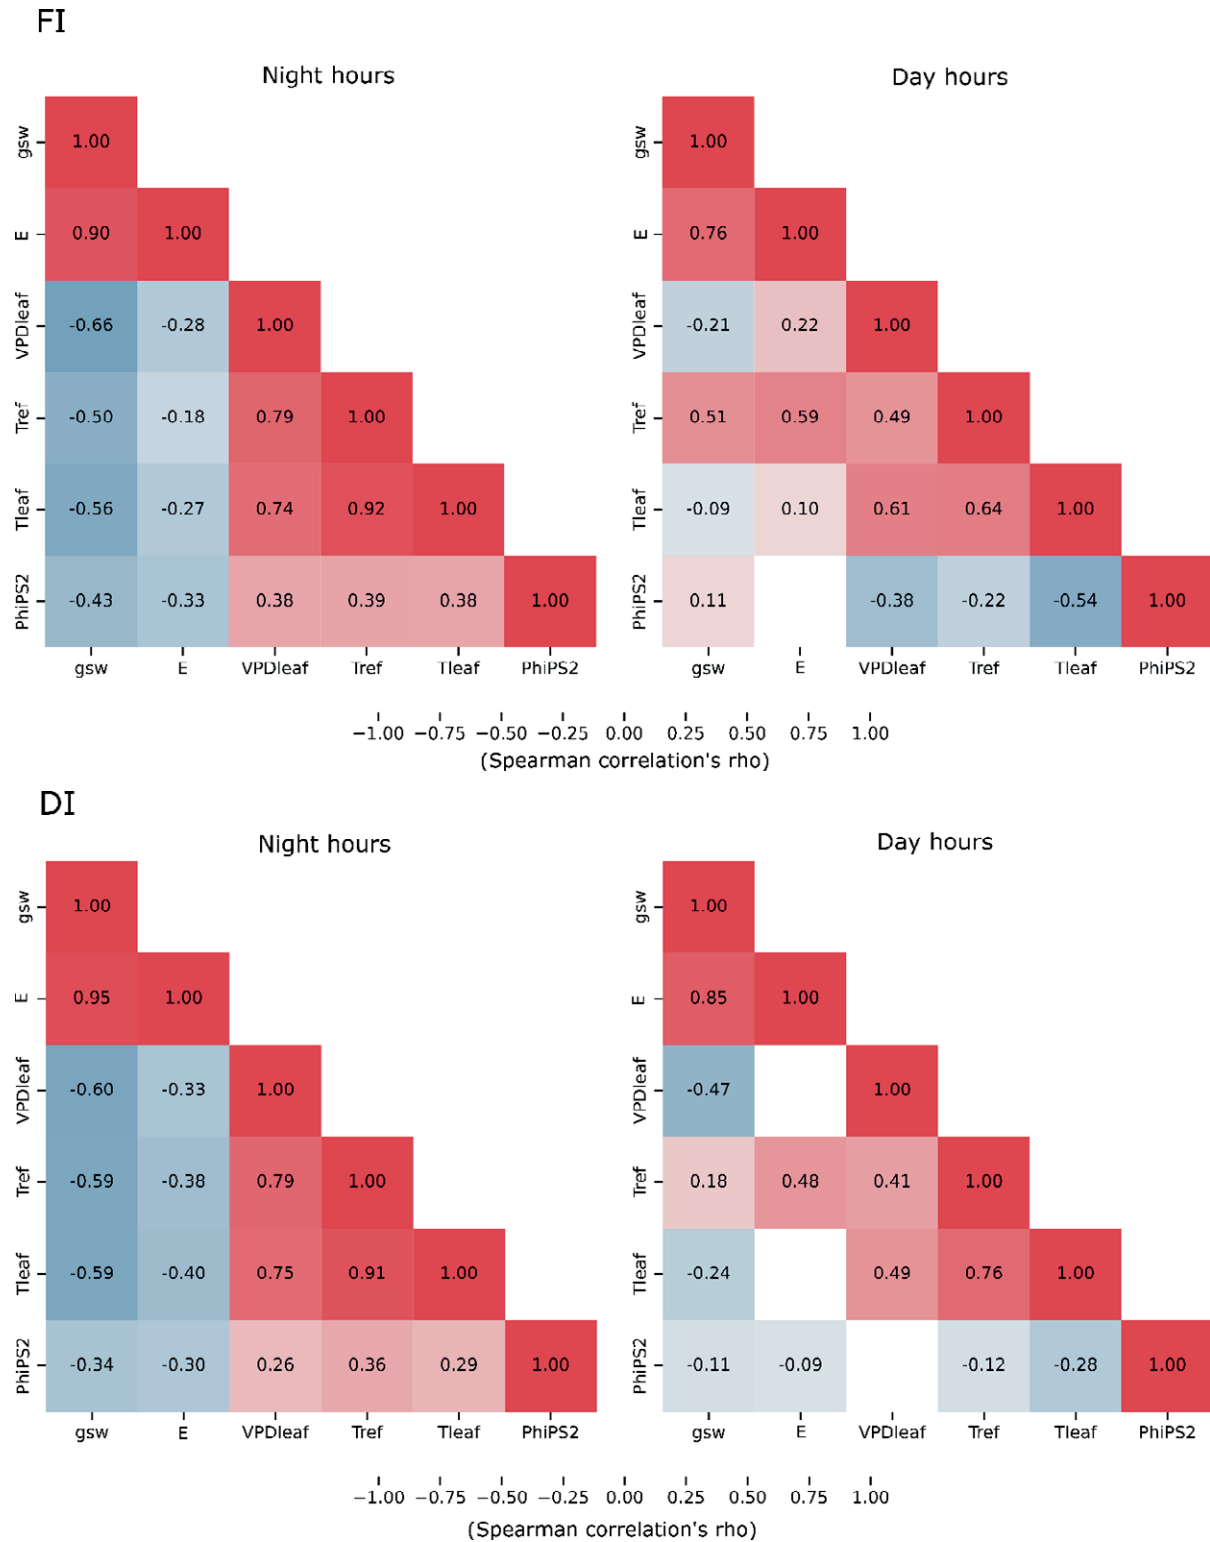 FI
Night hours
Day hours
gsw 1.00
E 0.90 1.00
VPDleaf -0.66 -0.28 1.00
Tref -0.50 -0.18 0.79 1.00
Tleaf -0.56 -0.27 0.74 0.92 1.00
PhiPS2 -0.43 -0.33 0.38 0.39 0.38 1.00
gsw E VPDleaf Tref Tleaf PhiPS2
gsw 1.00
E 0.76 1.00
VPDleaf -0.21 0.22 1.00
Tref 0.51 0.59 0.49 1.00
Tleaf -0.09 0.10 0.61 0.64 1.00
PhiPS2 0.11 -0.38 -0.22 -0.54 1.00
gsw E VPDleaf Tref Tleaf PhiPS2
−1.00 −0.75 −0.50 −0.25 0.00 0.25 0.50 0.75 1.00
(Spearman correlation's rho)
DI
Night hours
Day hours
gsw 1.00
E 0.95 1.00
VPDleaf -0.60 -0.33 1.00
Tref -0.59 -0.38 0.79 1.00
Tleaf -0.59 -0.40 0.75 0.91 1.00
PhiPS2 -0.34 -0.30 0.26 0.36 0.29 1.00
gsw E VPDleaf Tref Tleaf PhiPS2
gsw 1.00
E 0.85 1.00
VPDleaf -0.47 1.00
Tref 0.18 0.48 0.41 1.00
Tleaf -0.24 0.49 0.76 1.00
PhiPS2 -0.11 -0.09 -0.12 -0.28 1.00
gsw E VPDleaf Tref Tleaf PhiPS2
−1.00 −0.75 −0.50 −0.25 0.00 0.25 0.50 0.75 1.00
(Spearman correlation's rho)